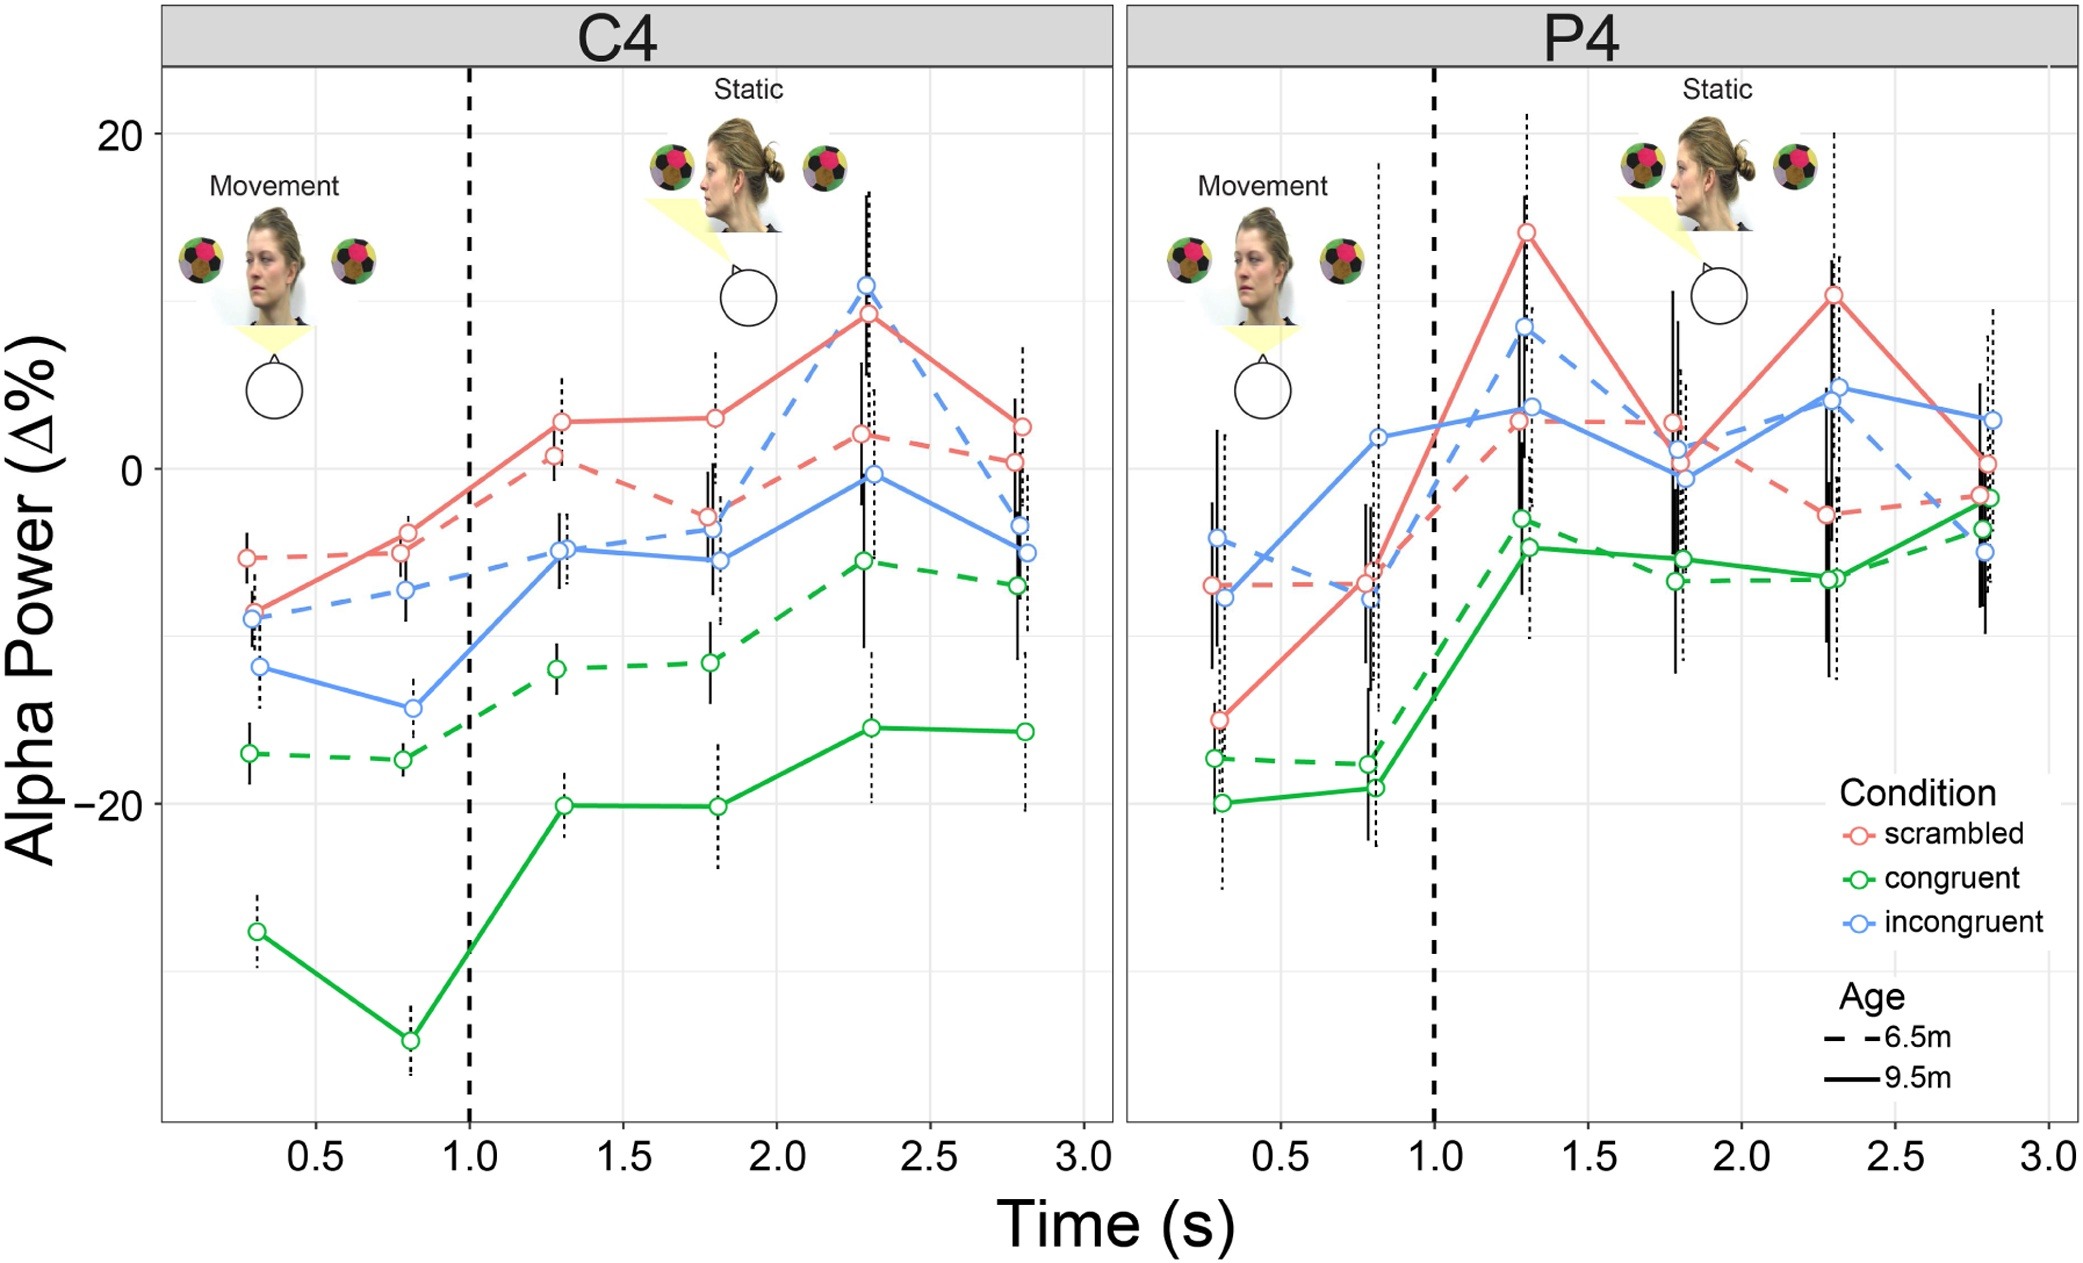 C4
P4
Static
Static
Movement
Movement
20
0
−20
Alpha Power (Δ%)
0.5 1.0 1.5 2.0 2.5 3.0
0.5 1.0 1.5 2.0 2.5 3.0
Time (s)
Condition
scrambled
congruent
incongruent
Age
6.5m
9.5m